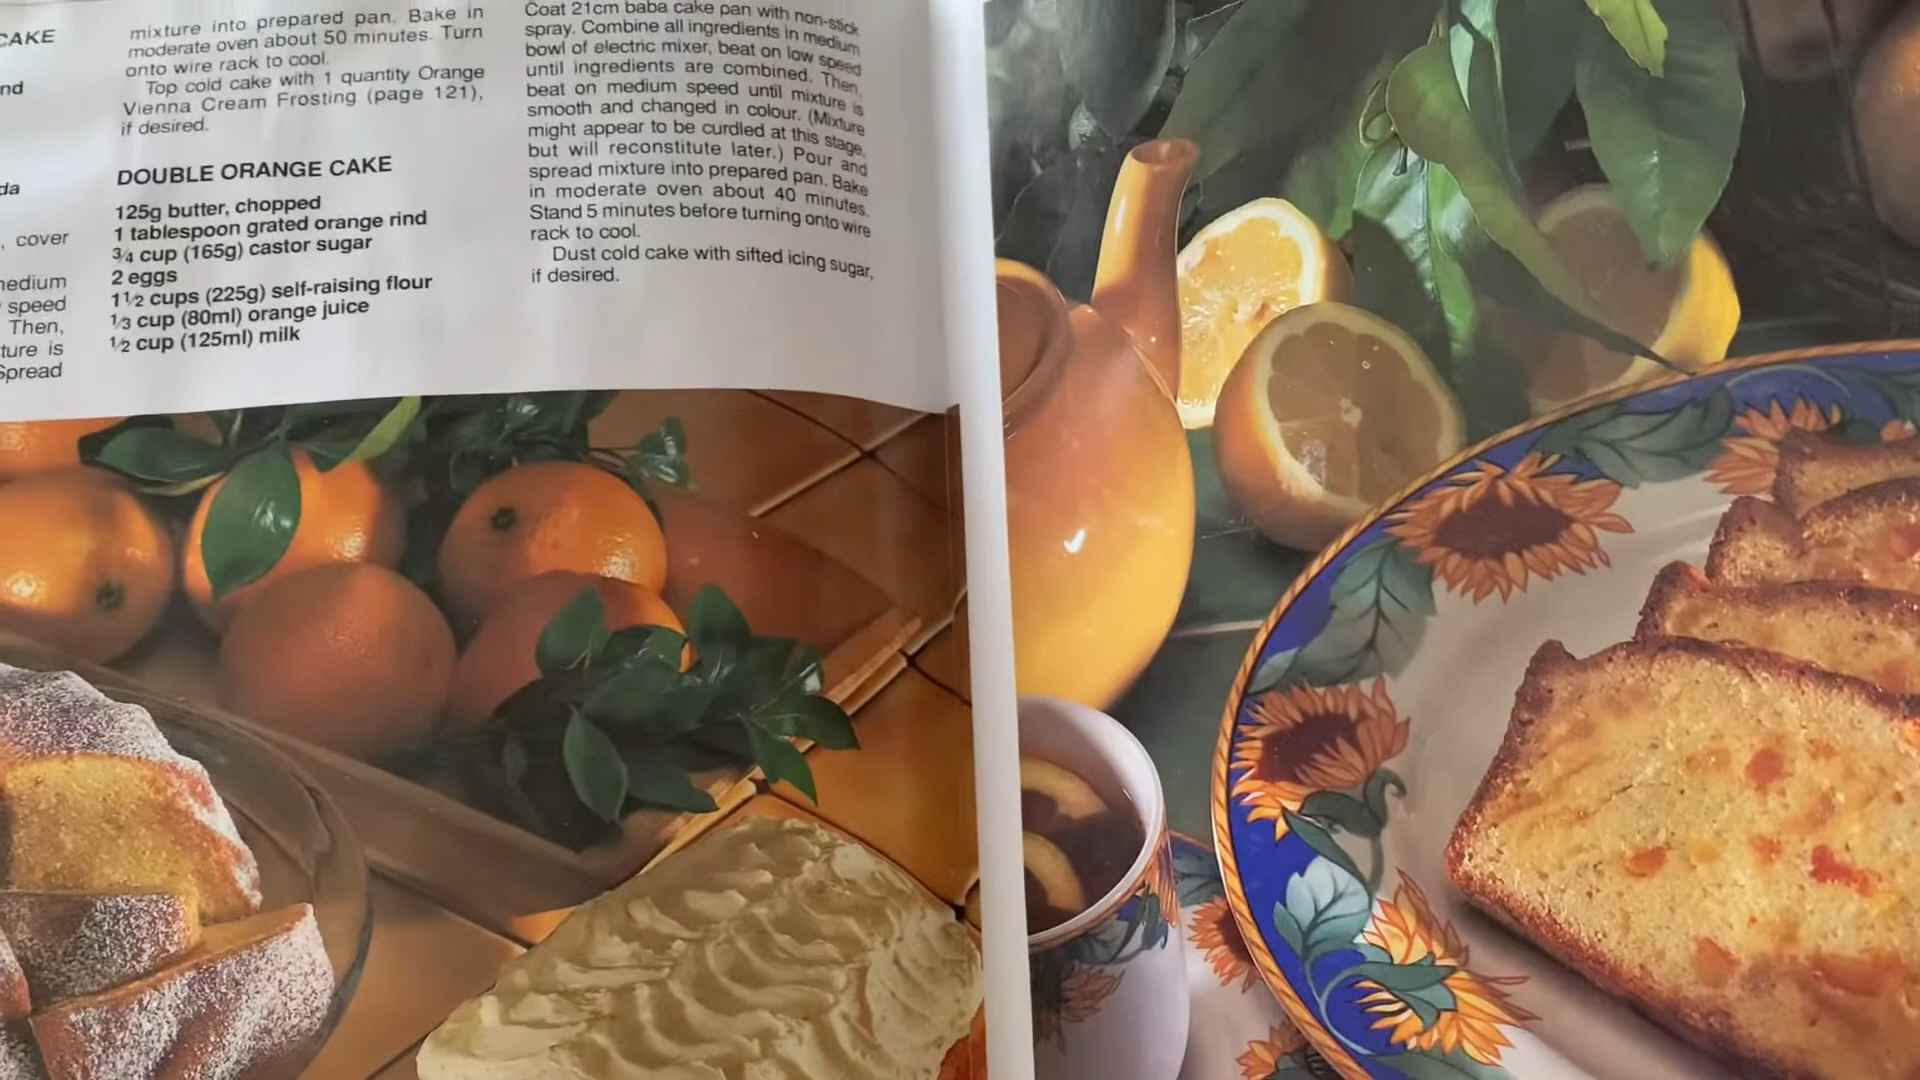 CAKE
nd
da
, cover
medium
speed
Then,
ture is
Spread
mixture into prepared pan. Bake in
moderate oven about 50 minutes. Turn
onto wire rack to cool.
Top cold cake with 1 quantity Orange
Vienna Cream Frosting (page 121),
if desired.
DOUBLE ORANGE CAKE
125g butter, chopped
1 tablespoon grated orange rind
3/4 cup (165g) castor sugar
2 eggs
1 1/2 cups (225g) self-raising flour
1/3 cup (80ml) orange juice
1/2 cup (125ml) milk
Coat 21cm baba cake pan with non-stick
spray. Combine all ingredients in medium
bowl of electric mixer, beat on low speed
until ingredients are combined. Then,
beat on medium speed until mixture is
smooth and changed in colour. (Mixture
might appear to be curdled at this stage,
but will reconstitute later.) Pour and
spread mixture into prepared pan. Bake
in moderate oven about 40 minutes.
Stand 5 minutes before turning onto wire
rack to cool.
Dust cold cake with sifted icing sugar,
if desired.